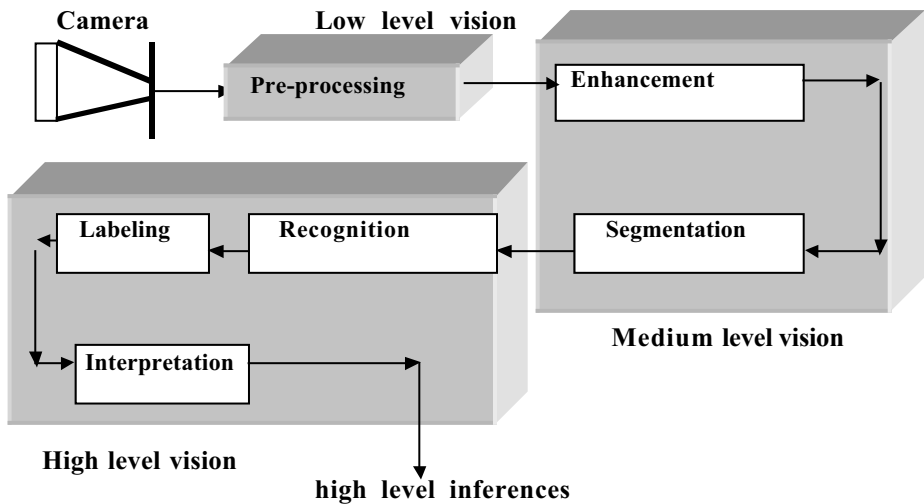 Camera
Low level vision
Pre-processing
Enhancement
Segmentation
Medium level vision
Recognition
Labeling
Interpretation
High level vision
high level inferences